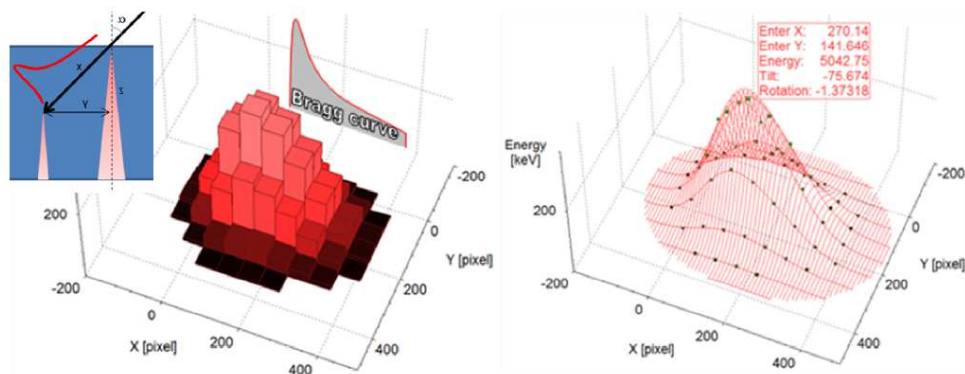 α
X
Y
z
Bragg curve
200
-200
0
200
400
X [pixel]
-200
0
200
400
Y [pixel]
Enter X: 270.14
Enter Y: 141.646
Energy: 5042.75
Tilt: -75.674
Rotation: -1.37318
Energy
[keV]
200
-200
0
200
400
X [pixel]
-200
0
200
400
Y [pixel]